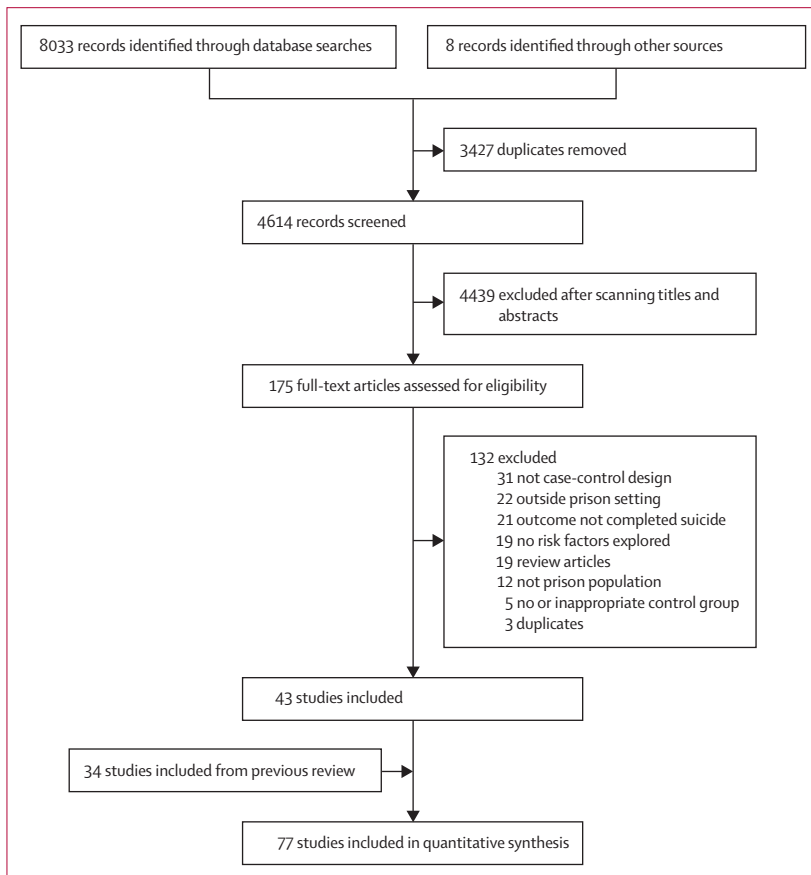 8033 records identified through database searches
8 records identified through other sources
3427 duplicates removed
4614 records screened
4439 excluded after scanning titles and
abstracts
175 full-text articles assessed for eligibility
132 excluded
31 not case-control design
22 outside prison setting
21 outcome not completed suicide
19 no risk factors explored
19 review articles
12 not prison population
5 no or inappropriate control group
3 duplicates
43 studies included
34 studies included from previous review
77 studies included in quantitative synthesis